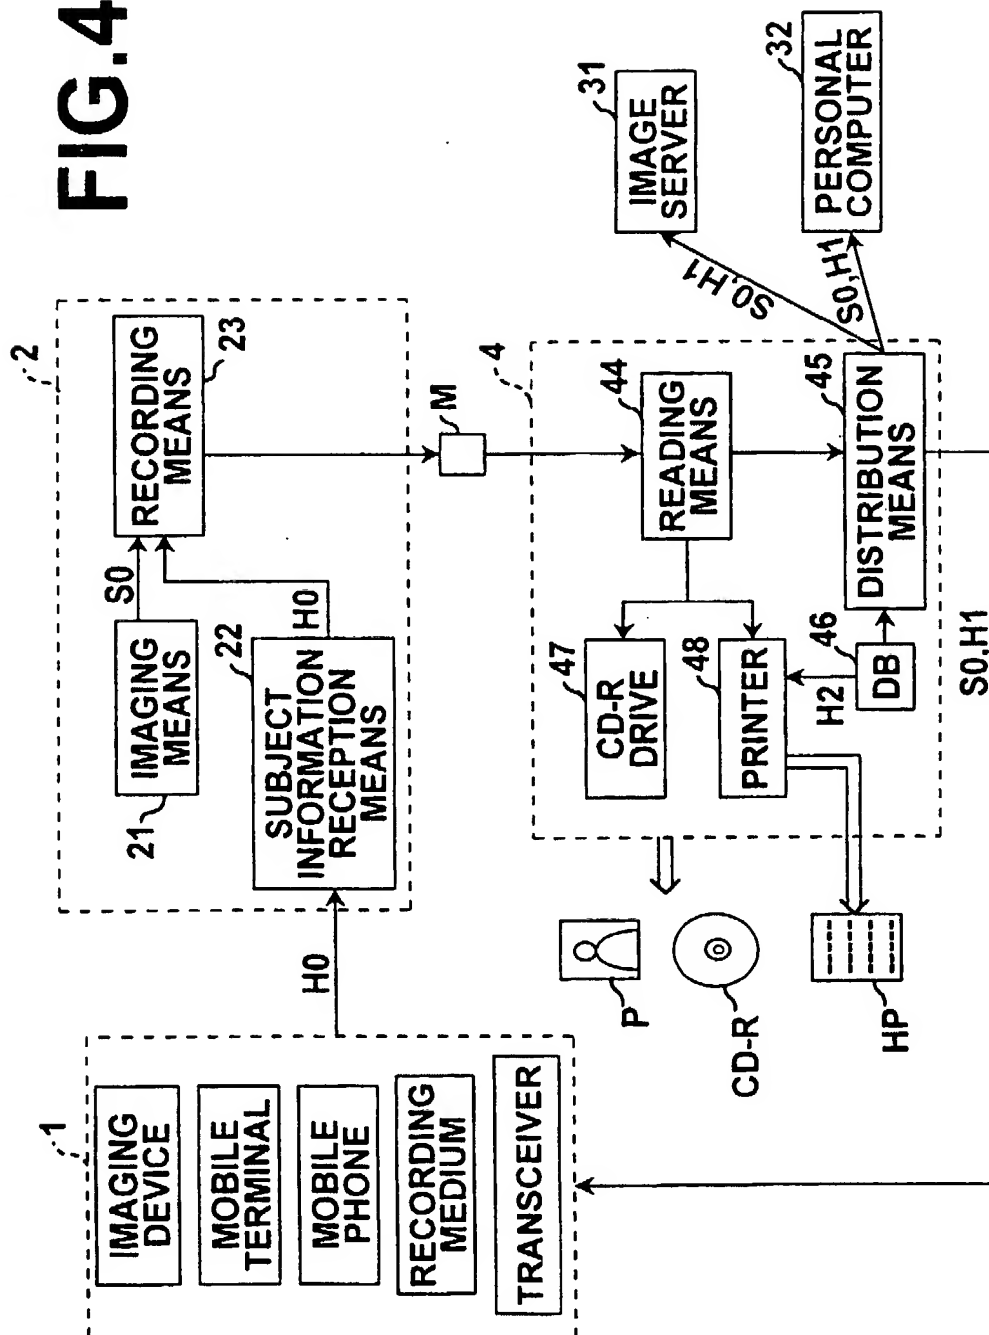 FIG.4
1
IMAGING
DEVICE
MOBILE
TERMINAL
MOBILE
PHONE
RECORDING
MEDIUM
TRANSCEIVER
H0
2
21
IMAGING
MEANS
S0
22
SUBJECT
INFORMATION
RECEPTION
MEANS
H0
RECORDING
MEANS
23
M
4
44
READING
MEANS
45
DISTRIBUTION
MEANS
46
DB
H2
47
CD-R
DRIVE
48
PRINTER
P
CD-R
HP
S0,H1
S0,H1
31
IMAGE
SERVER
S0,H1
32
PERSONAL
COMPUTER